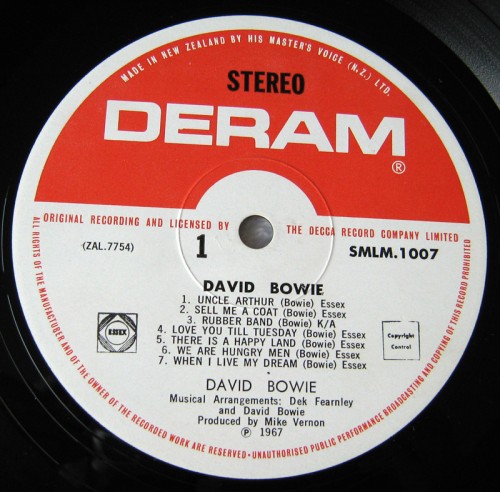 MADE IN NEW ZEALAND BY HIS MASTER'S VOICE (N.Z.) LTD.
STEREO
DERAM®
ORIGINAL RECORDING AND LICENSED BY THE DECCA RECORD COMPANY LIMITED
(ZAL.7754)
1
SMLM.1007
DAVID BOWIE
1. UNCLE ARTHUR (Bowie) Essex
2. SELL ME A COAT (Bowie) Essex
3. RUBBER BAND (Bowie) K/A
4. LOVE YOU TILL TUESDAY (Bowie) Essex
5. THERE IS A HAPPY LAND (Bowie) Essex
6. WE ARE HUNGRY MEN (Bowie) Essex
7. WHEN I LIVE MY DREAM (Bowie) Essex
ESSEX
Copyright
Control
DAVID BOWIE
Musical Arrangements: Dek Fearnley
and David Bowie
Produced by Mike Vernon
℗ 1967
ALL RIGHTS OF THE MANUFACTURER AND OF THE OWNER OF THE RECORDED WORK ARE RESERVED-UNAUTHORISED PUBLIC PERFORMANCE BROADCASTING AND COPYING OF THIS RECORD PROHIBITED